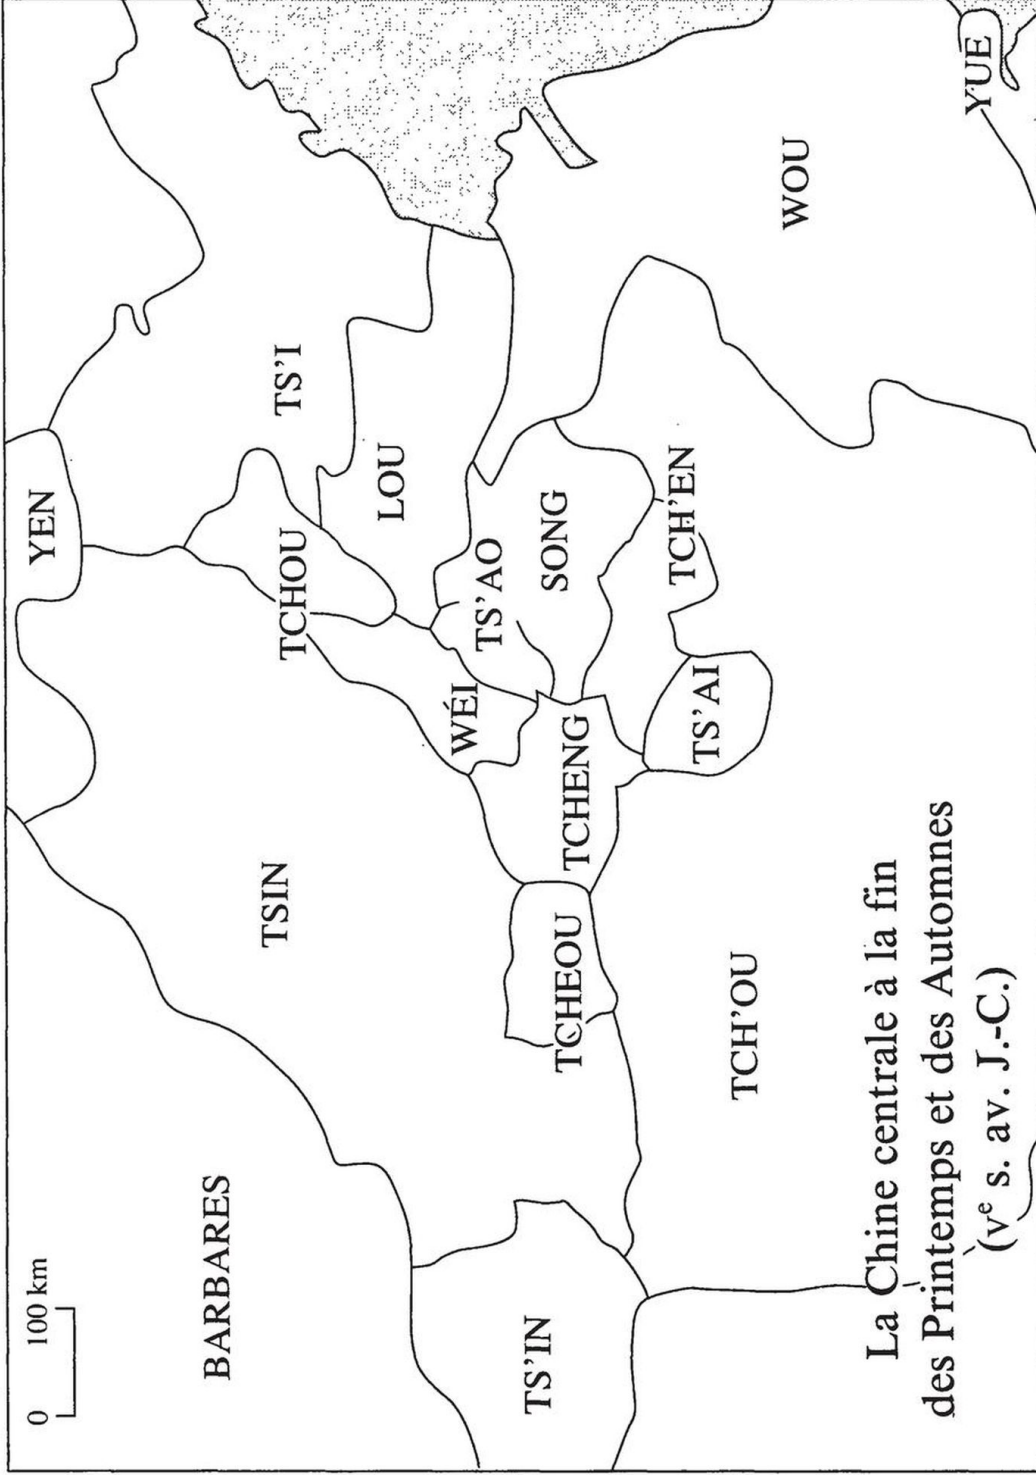 0 100 km
BARBARES
YEN
TSIN
TS'I
TCHOU
LOU
WÉI
TS'AO
SONG
TS'IN
TCHEOU
TCHENG
TCH'EN
TS'AI
WOU
TCH'OU
YUE
La Chine centrale à la fin
des Printemps et des Automnes
(Vᵉ s. av. J.-C.)